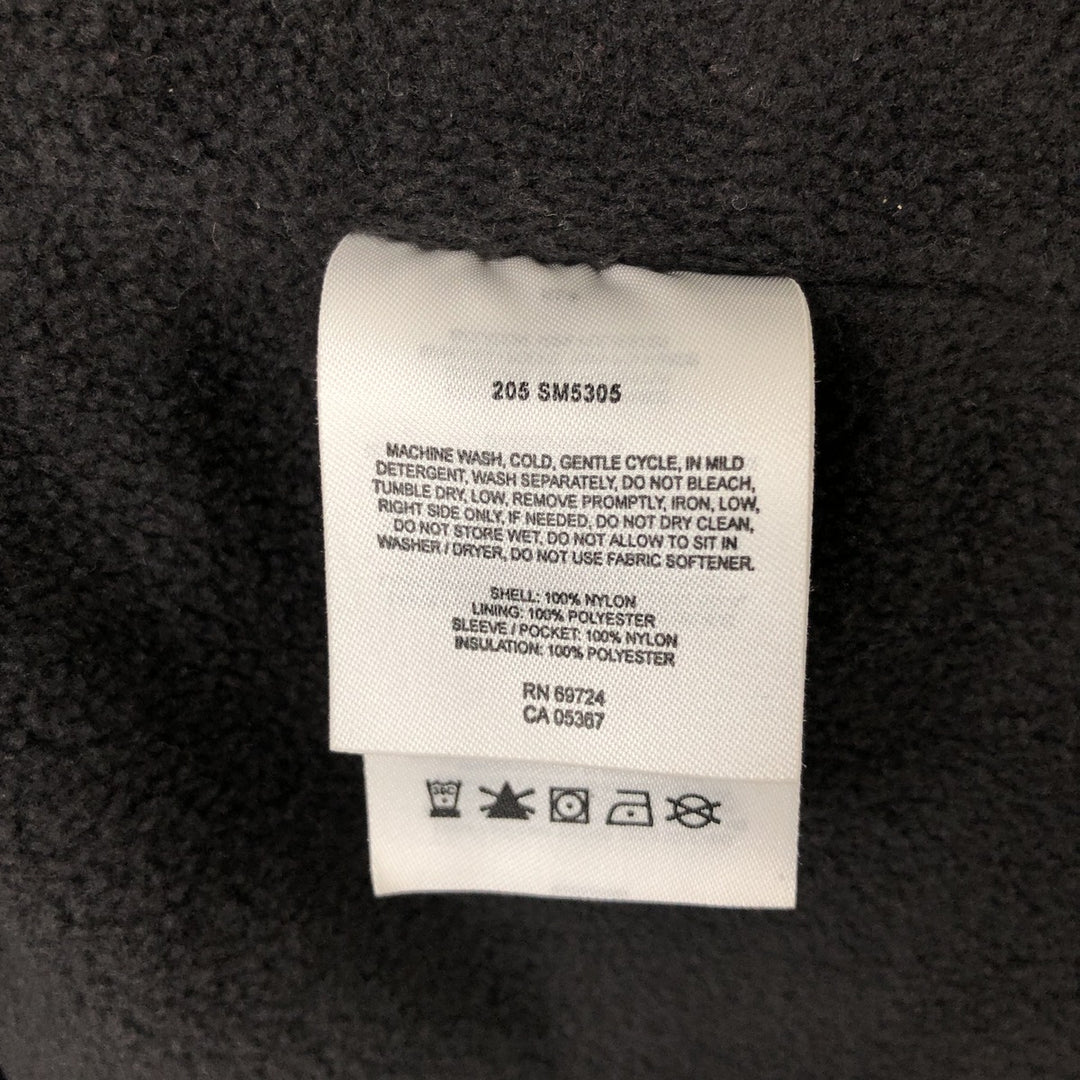 205 SM5305
MACHINE WASH, COLD, GENTLE CYCLE, IN MILD
DETERGENT, WASH SEPARATELY, DO NOT BLEACH,
TUMBLE DRY, LOW, REMOVE PROMPTLY, IRON, LOW,
RIGHT SIDE ONLY, IF NEEDED, DO NOT DRY CLEAN,
DO NOT STORE WET, DO NOT ALLOW TO SIT IN
WASHER / DRYER, DO NOT USE FABRIC SOFTENER.
SHELL: 100% NYLON
LINING: 100% POLYESTER
SLEEVE / POCKET: 100% NYLON
INSULATION: 100% POLYESTER
RN 69724
CA 05367